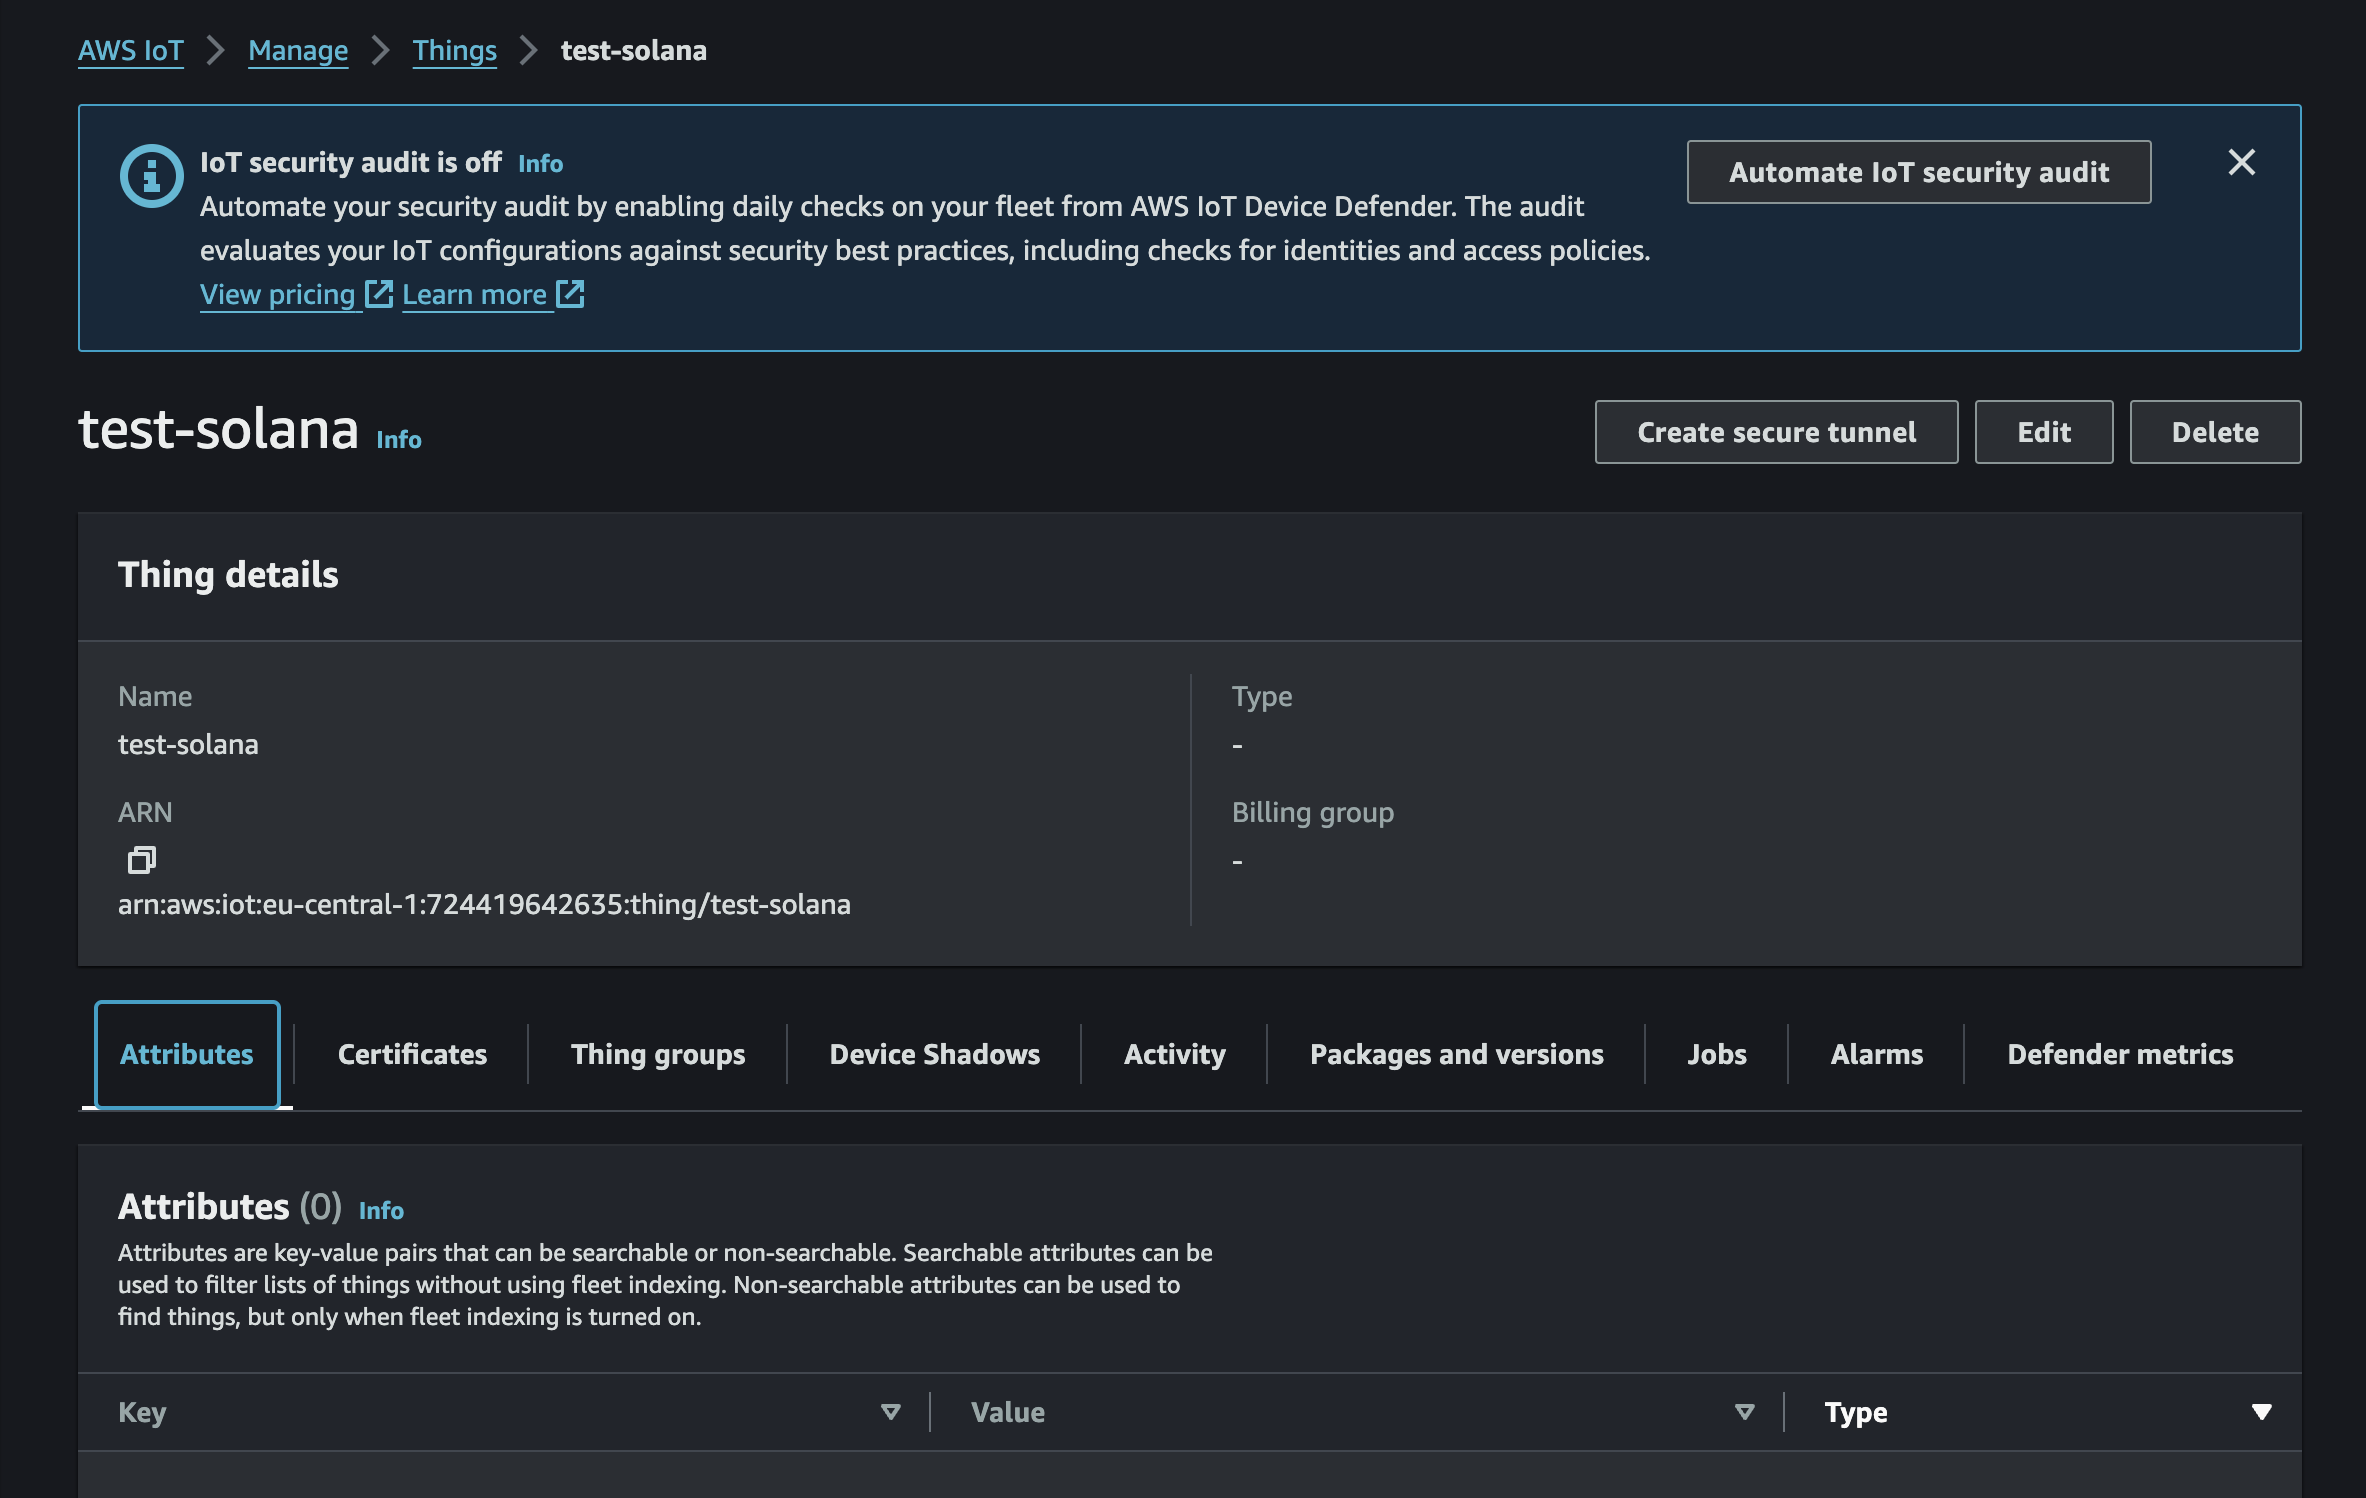 AWS IoT > Manage > Things > test-solana
IoT security audit is off Info
Automate IoT security audit
Automate your security audit by enabling daily checks on your fleet from AWS IoT Device Defender. The audit
evaluates your IoT configurations against security best practices, including checks for identities and access policies.
View pricing Learn more
test-solana Info
Create secure tunnel
Edit
Delete
Thing details
Name
test-solana
ARN
arn:aws:iot:eu-central-1:724419642635:thing/test-solana
Type
-
Billing group
-
Attributes
Certificates
Thing groups
Device Shadows
Activity
Packages and versions
Jobs
Alarms
Defender metrics
Attributes (0) Info
Attributes are key-value pairs that can be searchable or non-searchable. Searchable attributes can be
used to filter lists of things without using fleet indexing. Non-searchable attributes can be used to
find things, but only when fleet indexing is turned on.
Key
Value
Type